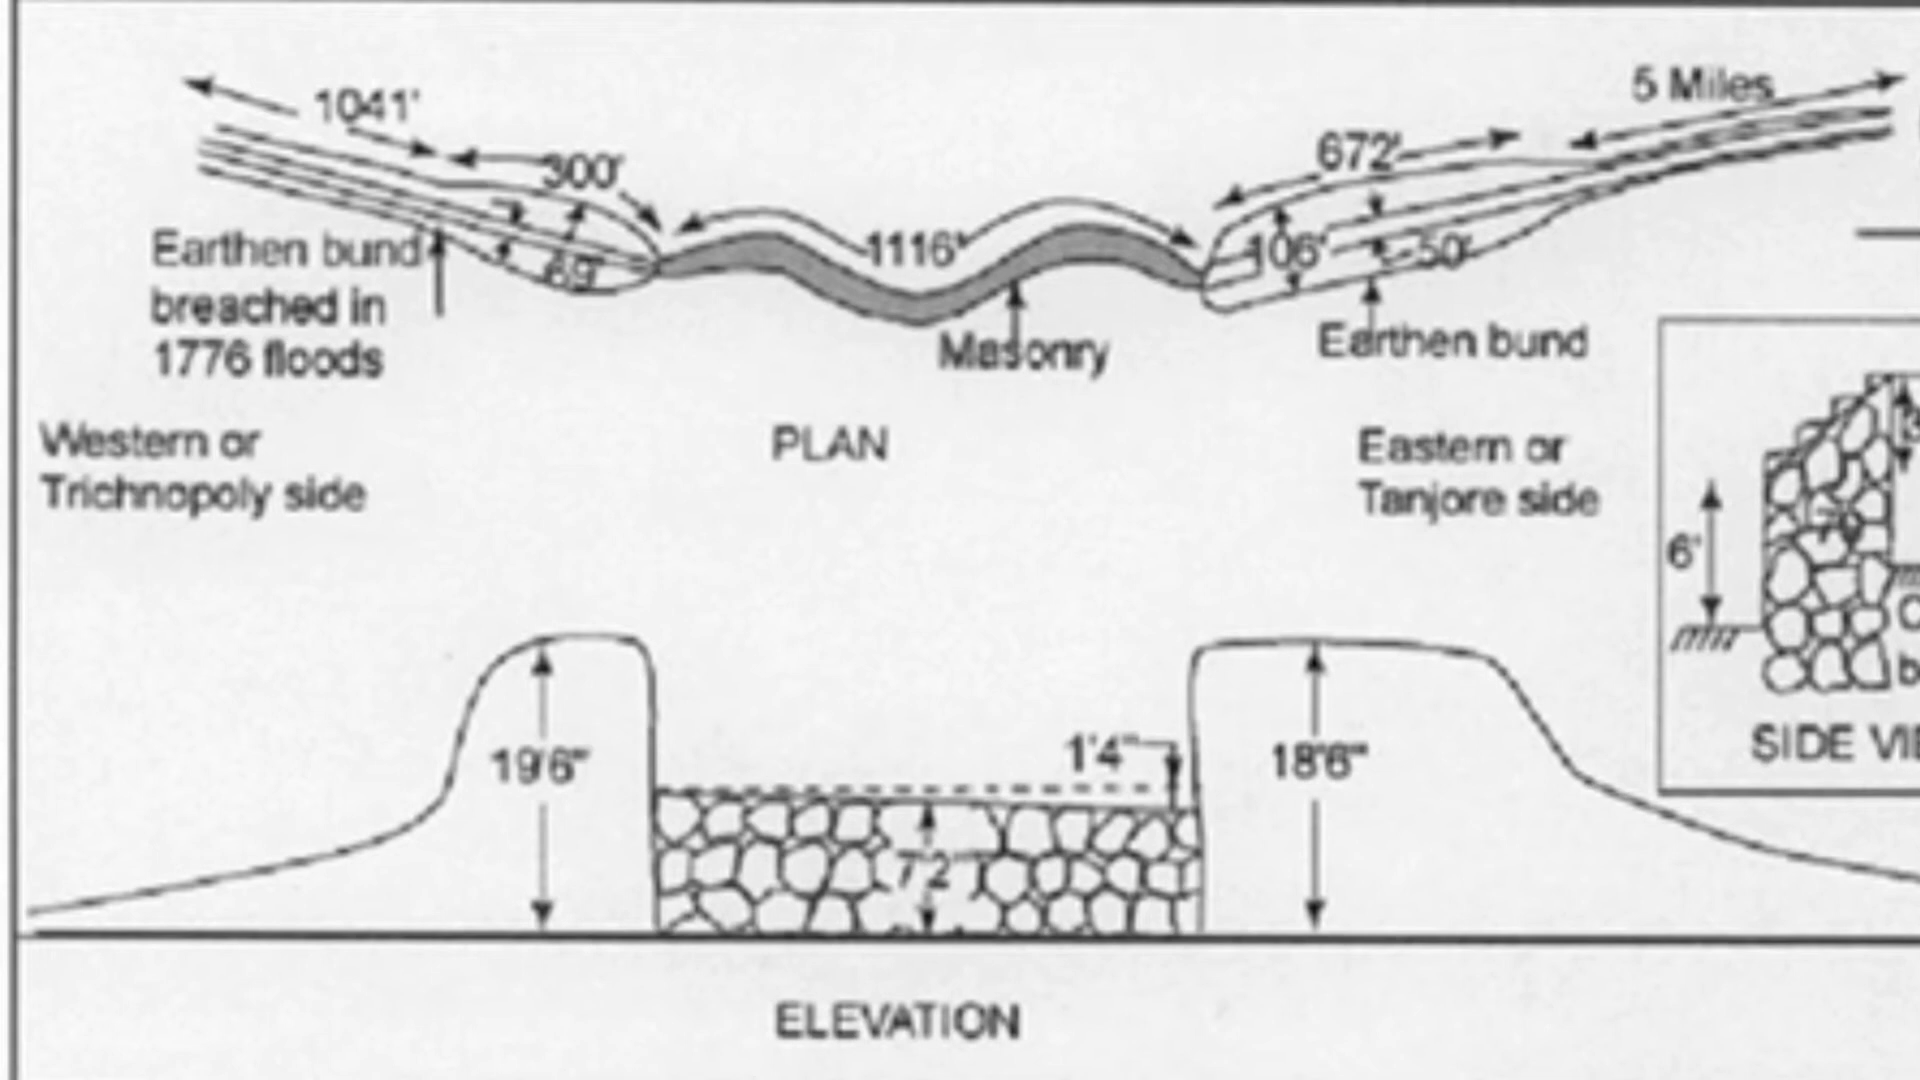 1041'
5 Miles
300'
672'
1116'
106'
50'
69'
Earthen bund
breached in
1776 floods
Masonry
Earthen bund
PLAN
Western or
Trichnopoly side
Eastern or
Tanjore side
6'
SIDE VIE
19'6"
1'4"
18'6"
7'2"
ELEVATION